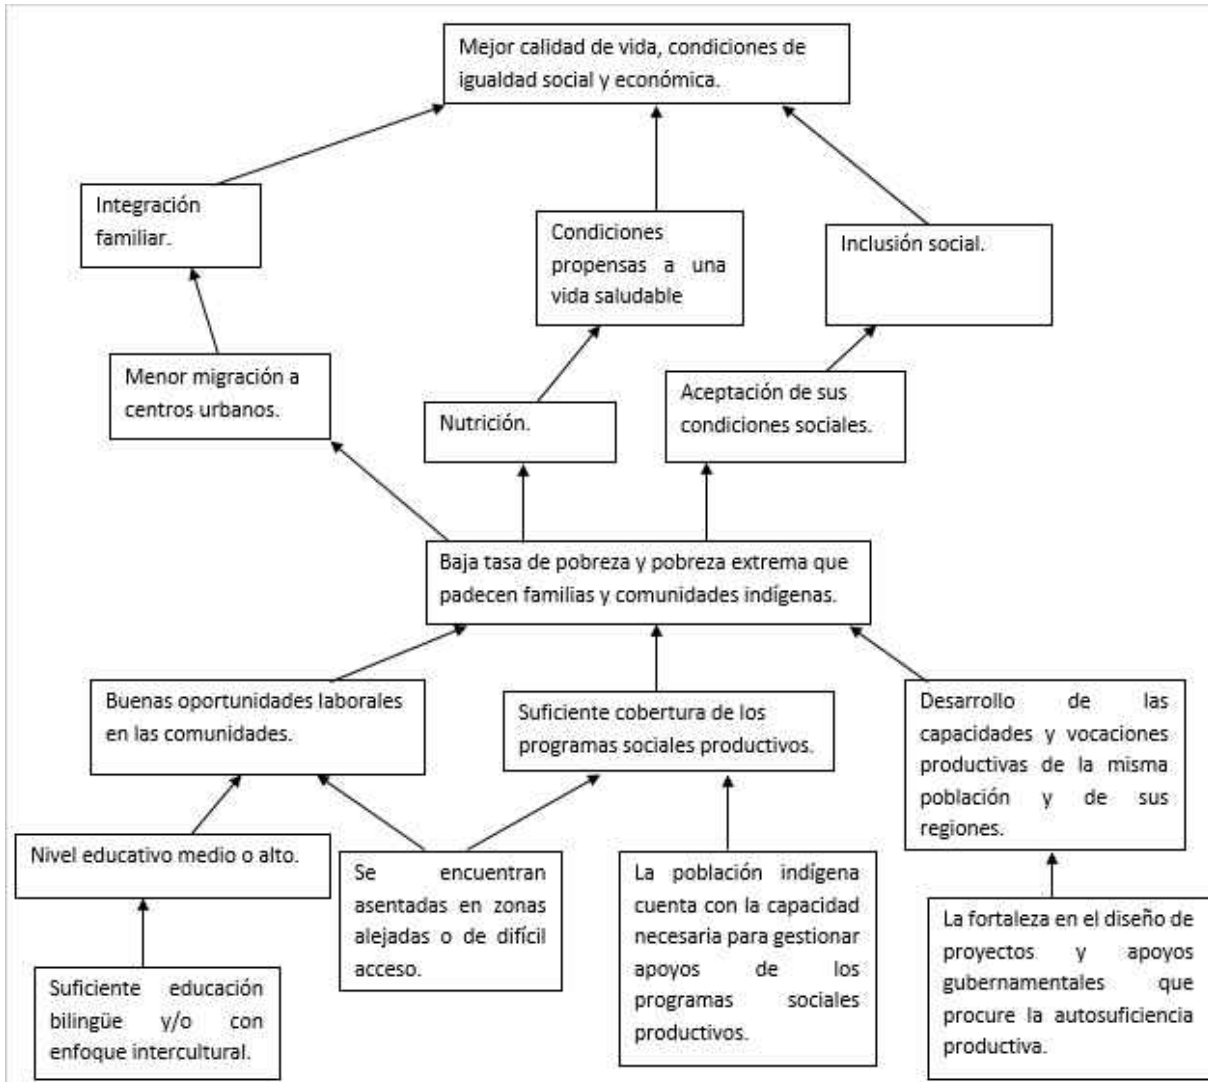 Mejor calidad de vida, condiciones de
igualdad social y económica.
Integración
familiar.
Condiciones
propensas a una
vida saludable
Inclusión social.
Menor migración a
centros urbanos.
Nutrición.
Aceptación de sus
condiciones sociales.
Baja tasa de pobreza y pobreza extrema que
padecen familias y comunidades indígenas.
Buenas oportunidades laborales
en las comunidades.
Suficiente cobertura de los
programas sociales productivos.
Desarrollo de las
capacidades y vocaciones
productivas de la misma
población y de sus
regiones.
Nivel educativo medio o alto.
Se encuentran
asentadas en zonas
alejadas o de difícil
acceso.
La población indígena
cuenta con la capacidad
necesaria para gestionar
apoyos de los
programas sociales
productivos.
La fortaleza en el diseño de
proyectos y apoyos
gubernamentales que
procure la autosuficiencia
productiva.
Suficiente educación
bilingüe y/o con
enfoque intercultural.